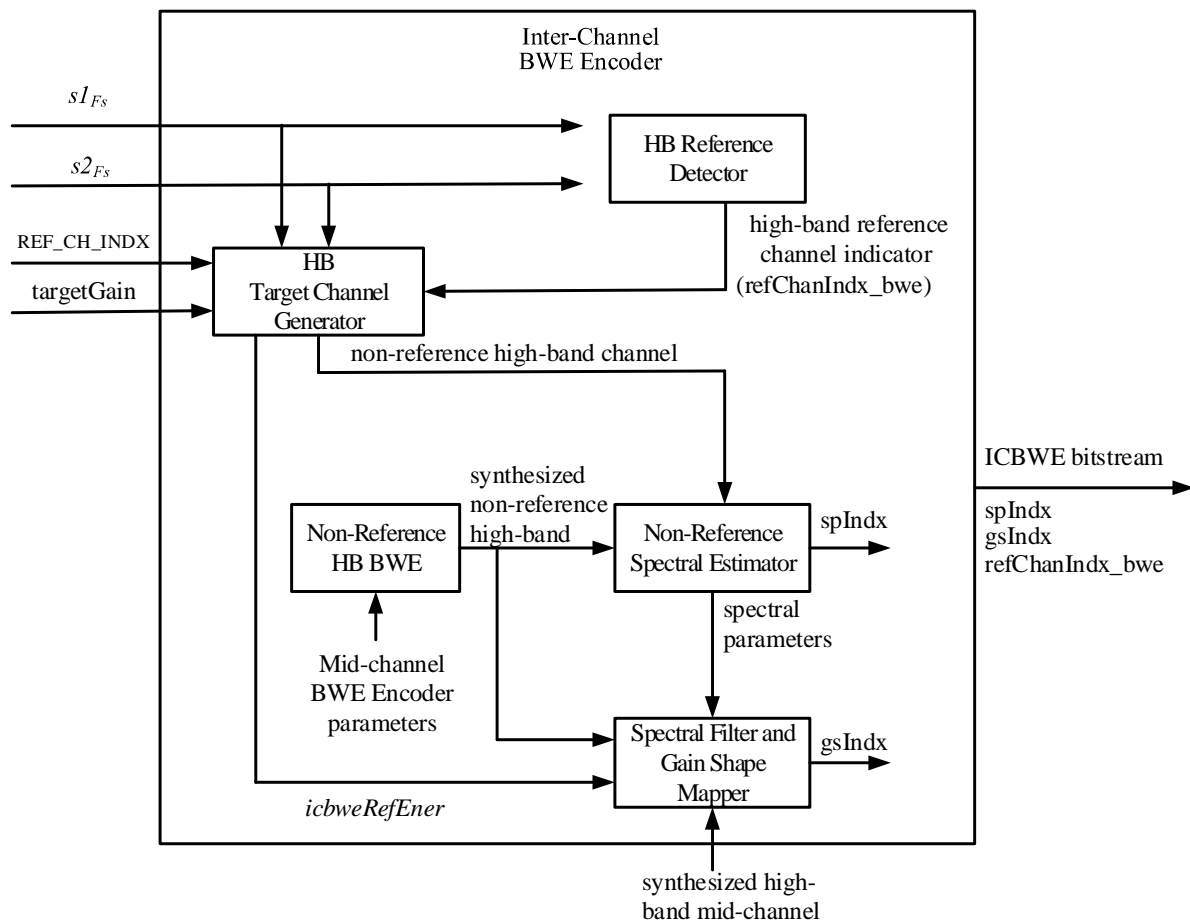 Inter-Channel
BWE Encoder
s1Fs
s2Fs
REF_CH_INDX
targetGain
HB Reference
Detector
high-band reference
channel indicator
(refChanIndx_bwe)
HB
Target Channel
Generator
non-reference high-band channel
synthesized
non-reference
high-band
Non-Reference
HB BWE
Non-Reference
Spectral Estimator
spIndx
ICBWE bitstream
spIndx
gsIndx
refChanIndx_bwe
spectral
parameters
Mid-channel
BWE Encoder
parameters
Spectral Filter and
Gain Shape
Mapper
gsIndx
icbweRefEner
synthesized high-
band mid-channel